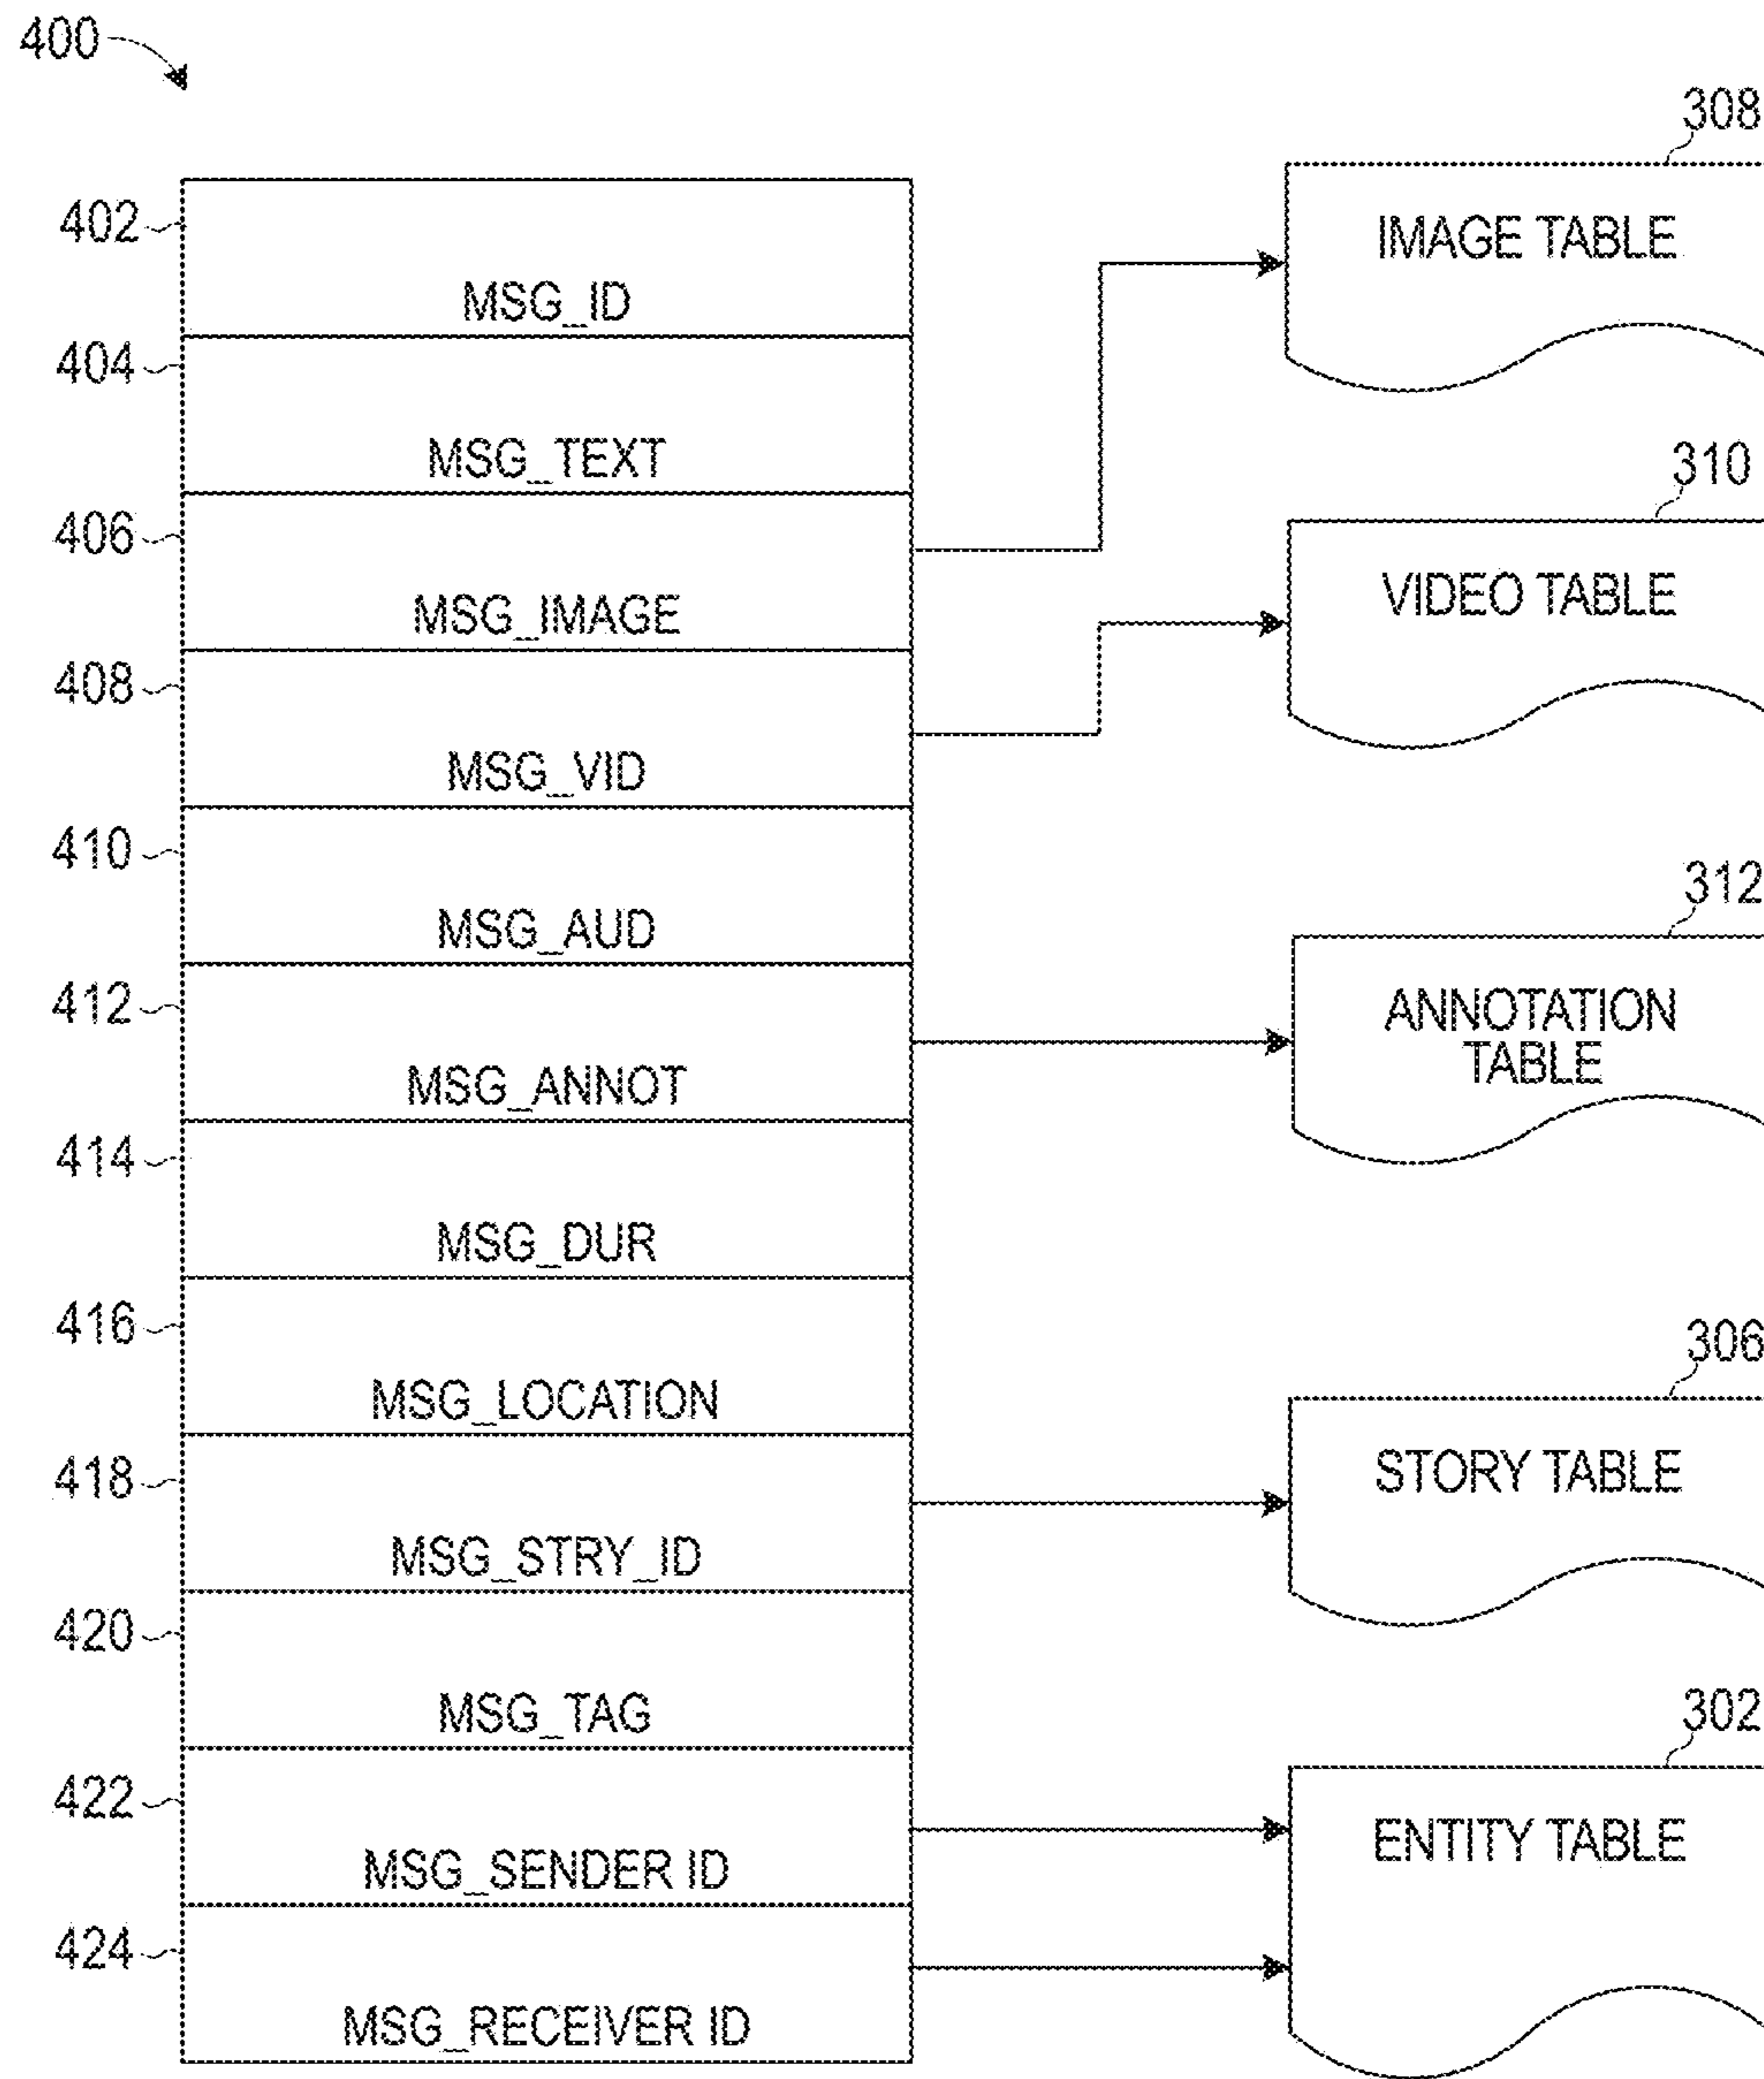 400
308
402
IMAGE TABLE
MSG_ID
404
MSG_TEXT
310
406
VIDEO TABLE
MSG_IMAGE
408
MSG_VID
410
312
MSG_AUD
412
ANNOTATION
TABLE
MSG_ANNOT
414
MSG_DUR
416
306
MSG_LOCATION
418
STORY TABLE
MSG_STRY_ID
420
MSG_TAG
302
422
ENTITY TABLE
MSG_SENDER ID
424
MSG_RECEIVER ID